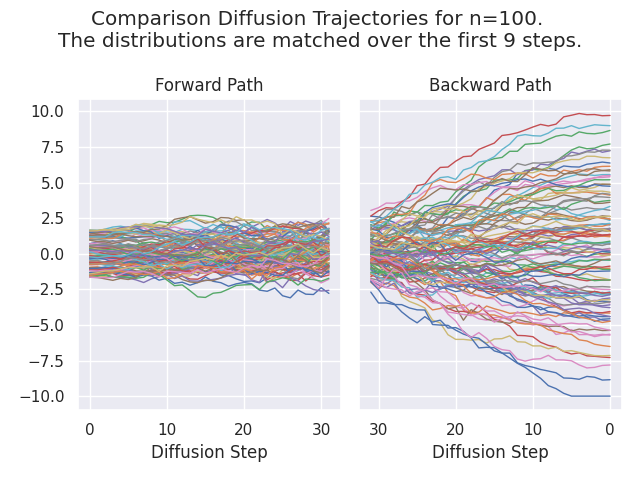 Comparison Diffusion Trajectories for n=100.
The distributions are matched over the first 9 steps.
Forward Path
Backward Path
10.0
7.5
5.0
2.5
0.0
−2.5
−5.0
−7.5
−10.0
0 10 20 30
30 20 10 0
Diffusion Step
Diffusion Step